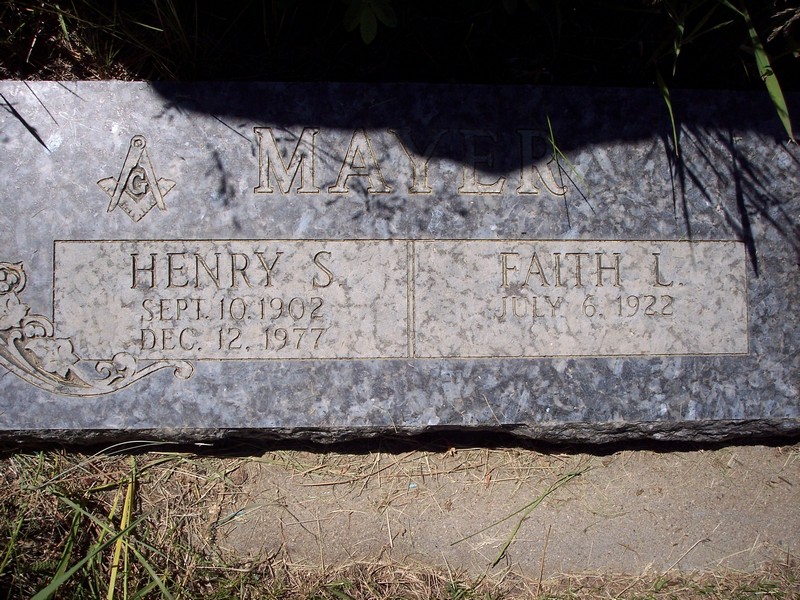 G
MAYER
HENRY S.
SEPT. 10, 1902
DEC. 12, 1977
FAITH L.
JULY 6, 1922